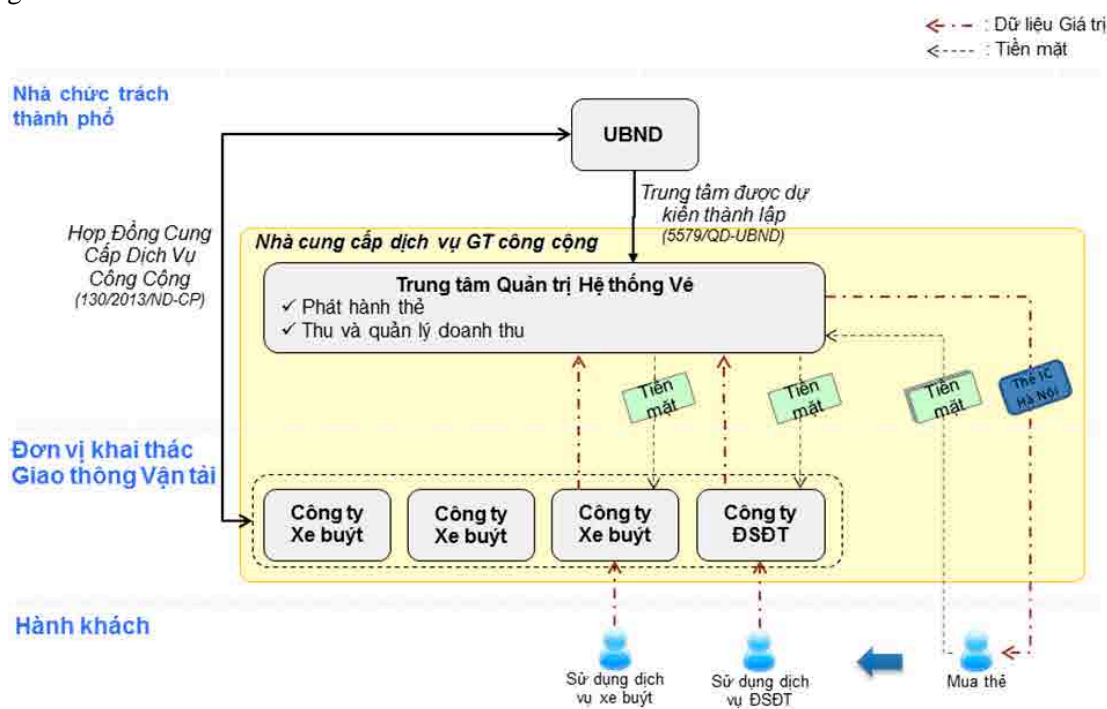 g
: Dữ liệu Giá trị
: Tiền mặt
Nhà chức trách
thành phố
UBND
Trung tâm được dự
kiến thành lập
(5579/QD-UBND)
Hợp Đồng Cung
Cấp Dịch Vụ
Công Cộng
(130/2013/ND-CP)
Nhà cung cấp dịch vụ GT công cộng
Trung tâm Quản trị Hệ thống Vé
✓ Phát hành thẻ
✓ Thu và quản lý doanh thu
Tiền
mặt
Tiền
mặt
Tiền
mặt
Thẻ IC
Hà Nội
Đơn vị khai thác
Giao thông Vận tải
Công ty
Xe buýt
Công ty
Xe buýt
Công ty
Xe buýt
Công ty
ĐSĐT
Hành khách
Sử dụng dịch
vụ xe buýt
Sử dụng dịch
vụ ĐSĐT
Mua thẻ